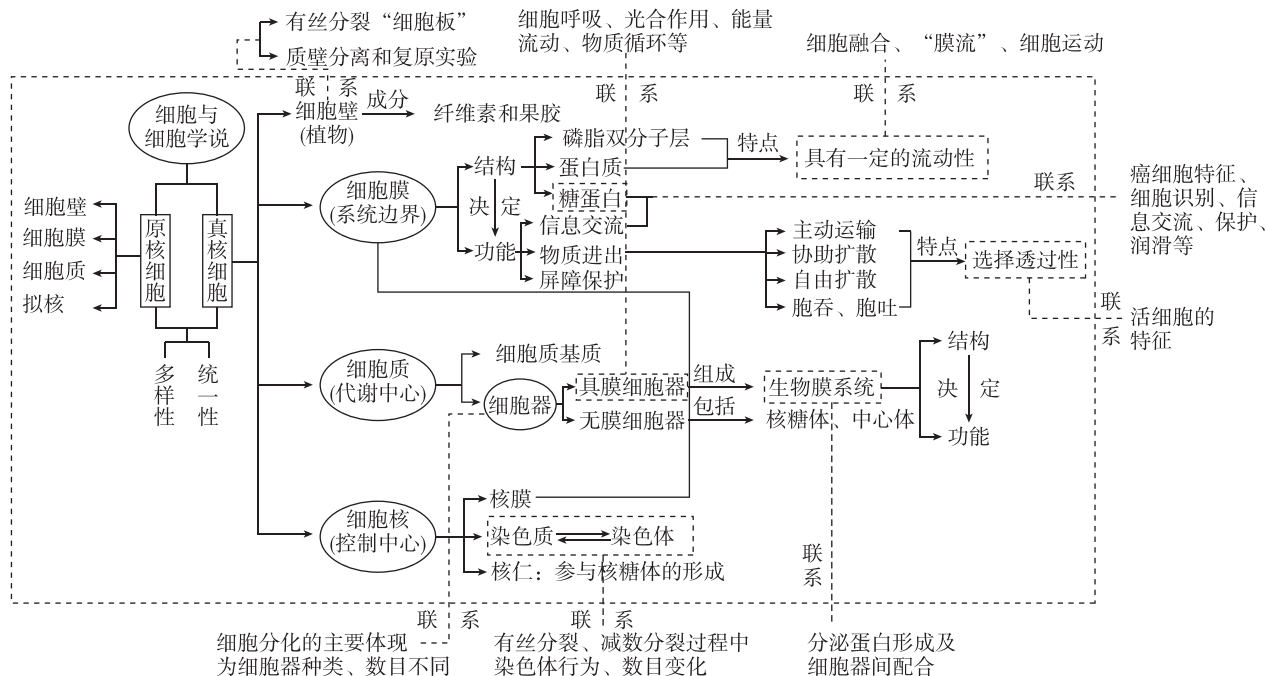 有丝分裂“细胞板”
质壁分离和复原实验
细胞呼吸、光合作用、能量
流动、物质循环等
细胞融合、“膜流”、细胞运动
联 系
联 系
联 系
细胞与
细胞学说
细胞壁
(植物)
成分
纤维素和果胶
细胞壁
细胞膜
细胞质
拟核
原核细胞
真核细胞
多样性
统一性
细胞膜
(系统边界)
结构
决 定
功能
磷脂双分子层
蛋白质
糖蛋白
特点
具有一定的流动性
联系
癌细胞特征、
细胞识别、信
息交流、保护、
润滑等
信息交流
物质进出
屏障保护
主动运输
协助扩散
自由扩散
胞吞、胞吐
特点
选择透过性
联系
活细胞的
特征
细胞质
(代谢中心)
细胞质基质
细胞器
具膜细胞器
无膜细胞器
组成
包括
生物膜系统
核糖体、中心体
结构
决 定
功能
细胞核
(控制中心)
核膜
染色质
染色体
核仁：参与核糖体的形成
联系
联 系
联 系
细胞分化的主要体现
为细胞器种类、数目不同
有丝分裂、减数分裂过程中
染色体行为、数目变化
分泌蛋白形成及
细胞器间配合